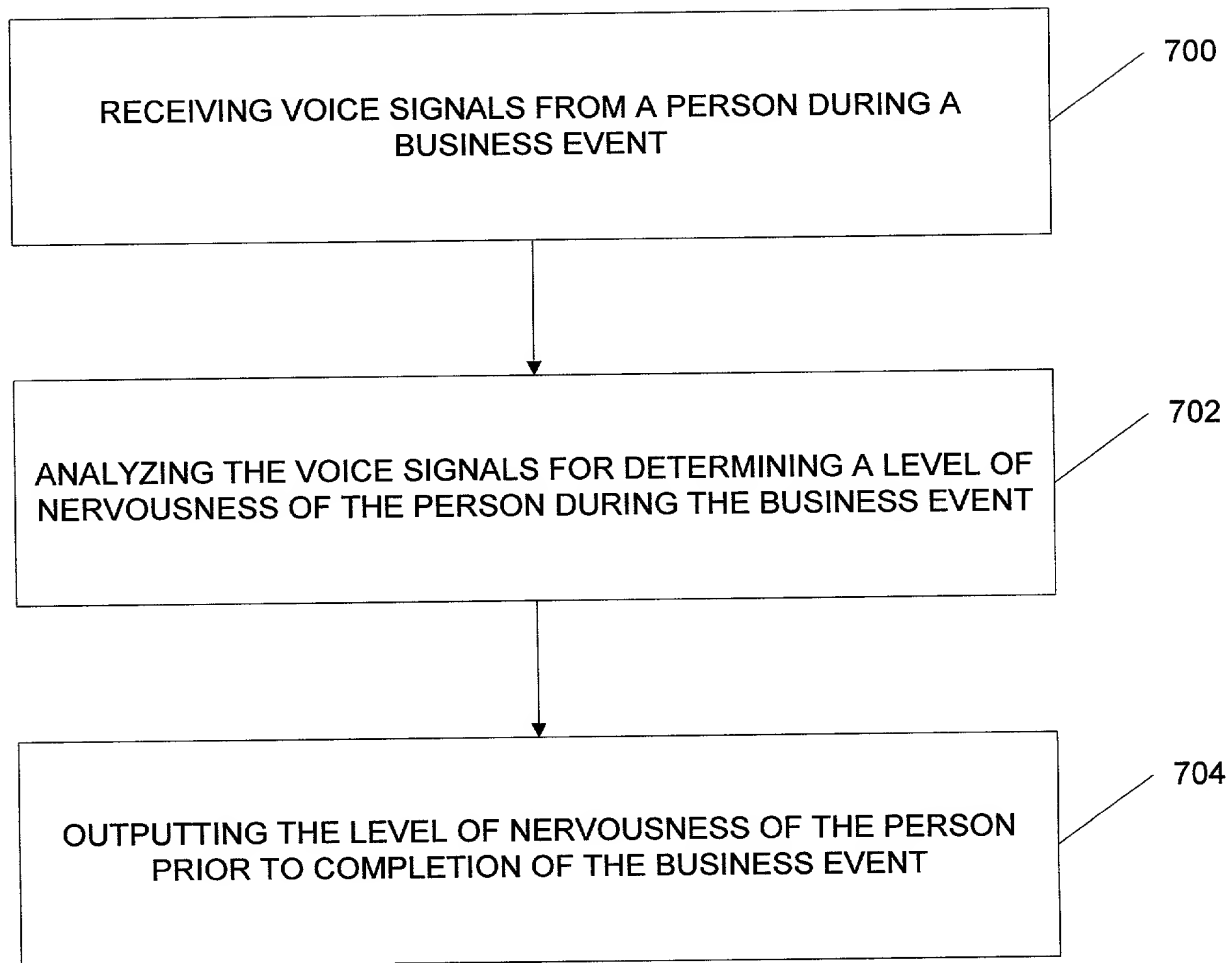 RECEIVING VOICE SIGNALS FROM A PERSON DURING A
BUSINESS EVENT
700
ANALYZING THE VOICE SIGNALS FOR DETERMINING A LEVEL OF
NERVOUSNESS OF THE PERSON DURING THE BUSINESS EVENT
702
OUTPUTTING THE LEVEL OF NERVOUSNESS OF THE PERSON
PRIOR TO COMPLETION OF THE BUSINESS EVENT
704